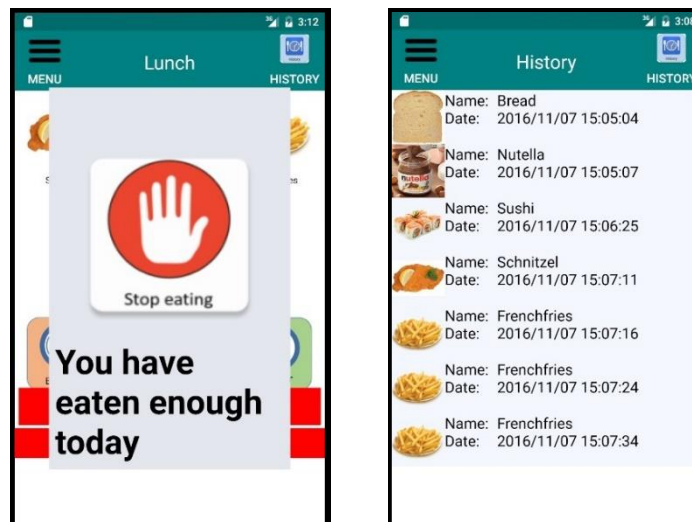 3G 3:12
MENU
Lunch
HISTORY
Stop eating
You have
eaten enough
today
3G 3:08
MENU
History
HISTORY
Name: Bread
Date: 2016/11/07 15:05:04
nutella
Name: Nutella
Date: 2016/11/07 15:05:07
Name: Sushi
Date: 2016/11/07 15:06:25
Name: Schnitzel
Date: 2016/11/07 15:07:11
Name: Frenchfries
Date: 2016/11/07 15:07:16
Name: Frenchfries
Date: 2016/11/07 15:07:24
Name: Frenchfries
Date: 2016/11/07 15:07:34